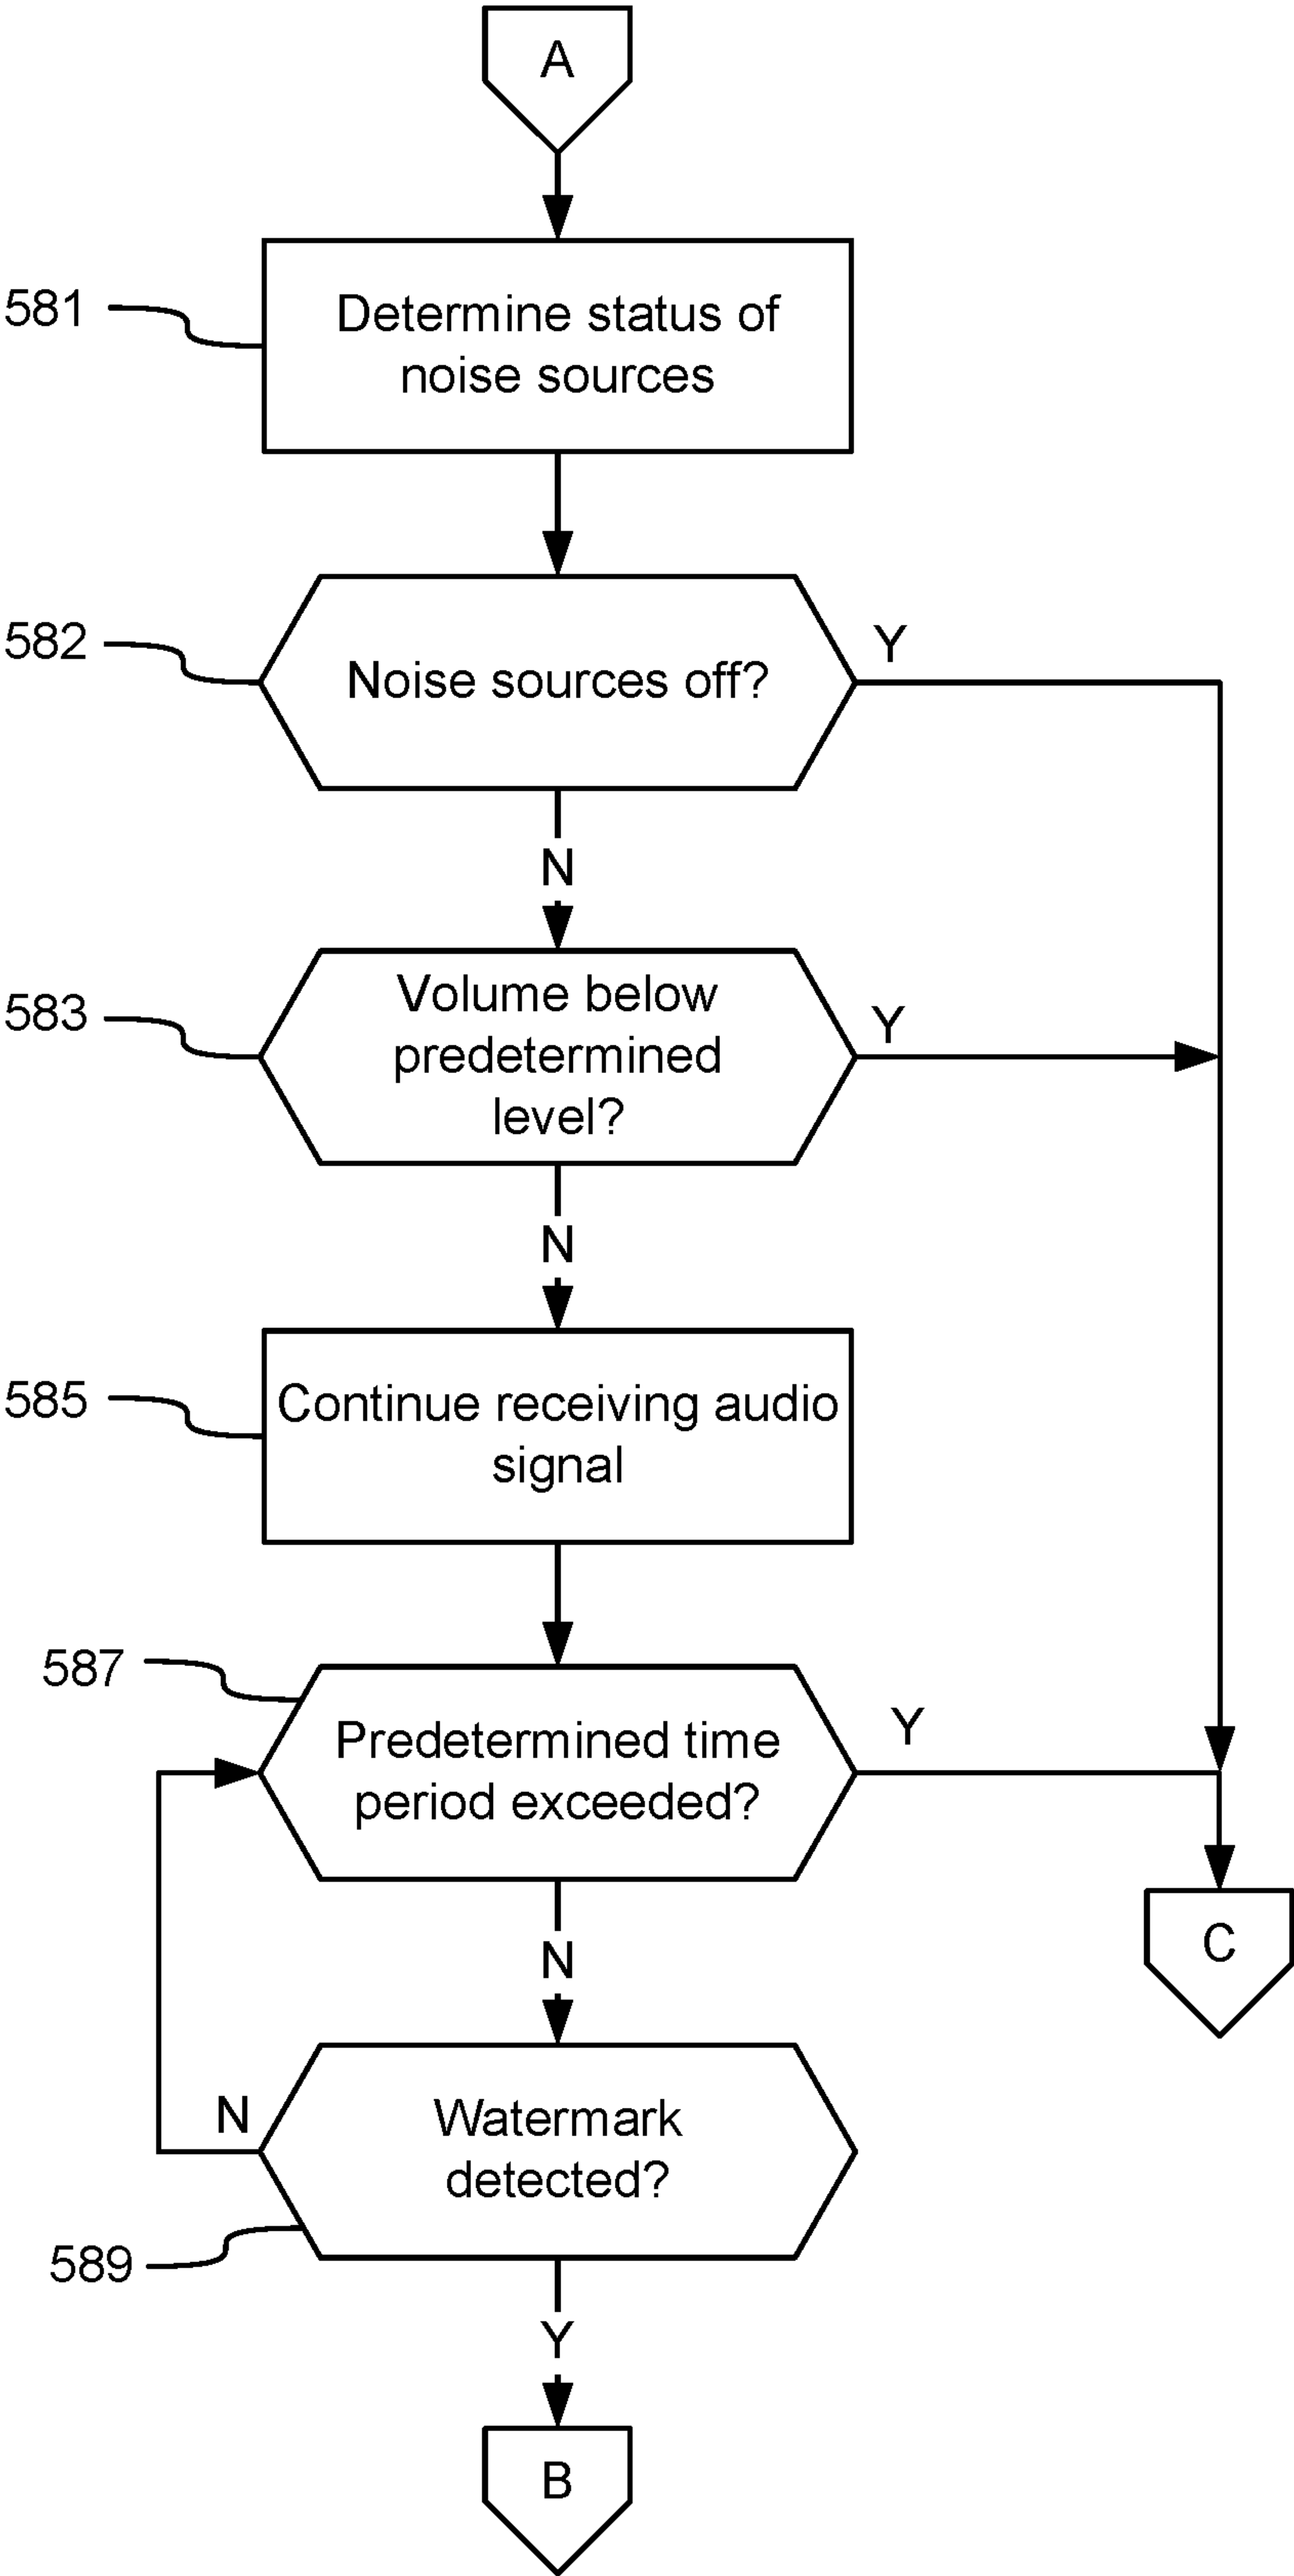 A
581
Determine status of
noise sources
582
Noise sources off?
Y
N
583
Volume below
predetermined
level?
Y
N
585
Continue receiving audio
signal
587
Predetermined time
period exceeded?
Y
N
C
N
Watermark
detected?
589
Y
B